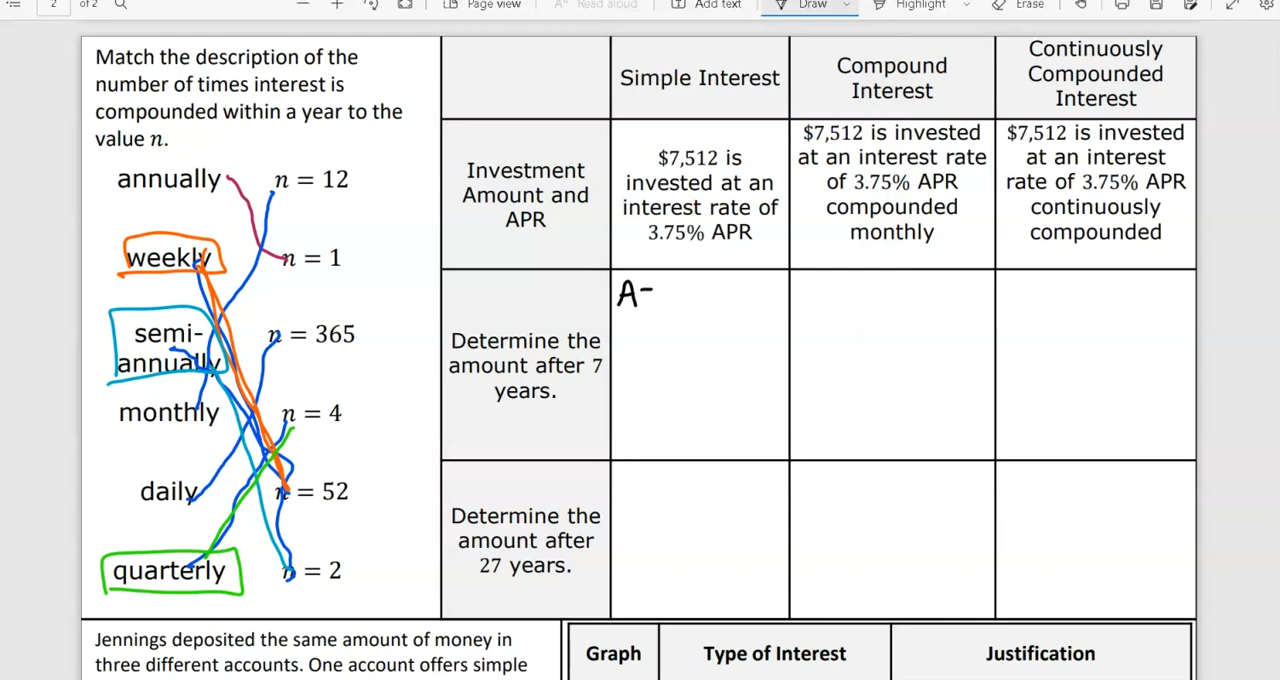 2 of 2
Page view
Read aloud
Add text
Draw
Highlight
Erase
Match the description of the
number of times interest is
compounded within a year to the
value n.
annually
n = 12
weekly
n = 1
semi-
annually
n = 365
monthly
n = 4
daily
n = 52
quarterly
n = 2
Simple Interest
Compound
Interest
Continuously
Compounded
Interest
Investment
Amount and
APR
$7,512 is
invested at an
interest rate of
3.75% APR
$7,512 is invested
at an interest rate
of 3.75% APR
compounded
monthly
$7,512 is invested
at an interest
rate of 3.75% APR
continuously
compounded
Determine the
amount after 7
years.
A=
Determine the
amount after
27 years.
Jennings deposited the same amount of money in
three different accounts. One account offers simple
Graph
Type of Interest
Justification